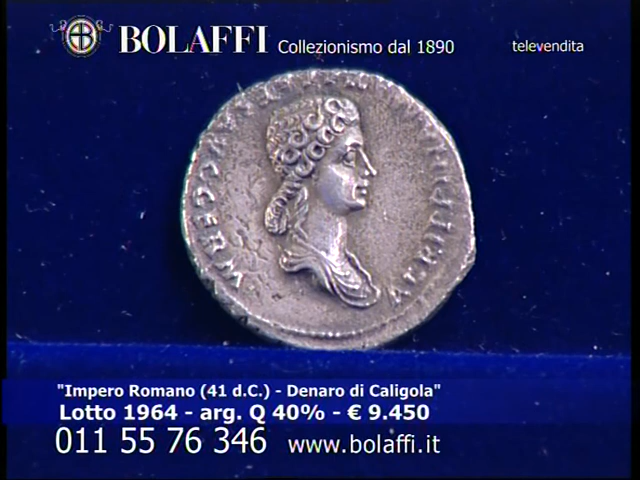 BOLAFFI Collezionismo dal 1890
televendita
"Impero Romano (41 d.C.) - Denaro di Caligola"
Lotto 1964 - arg. Q 40% - € 9.450
011 55 76 346 www.bolaffi.it